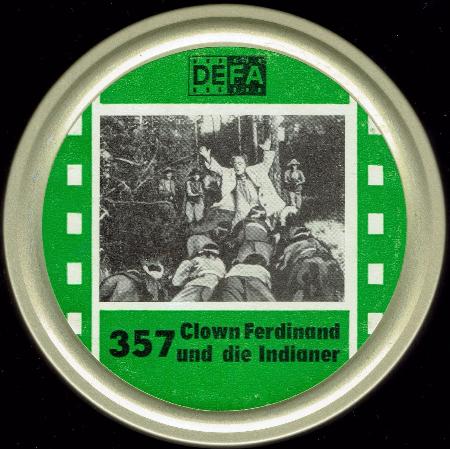 DEFA
357 Clown Ferdinand
und die Indianer